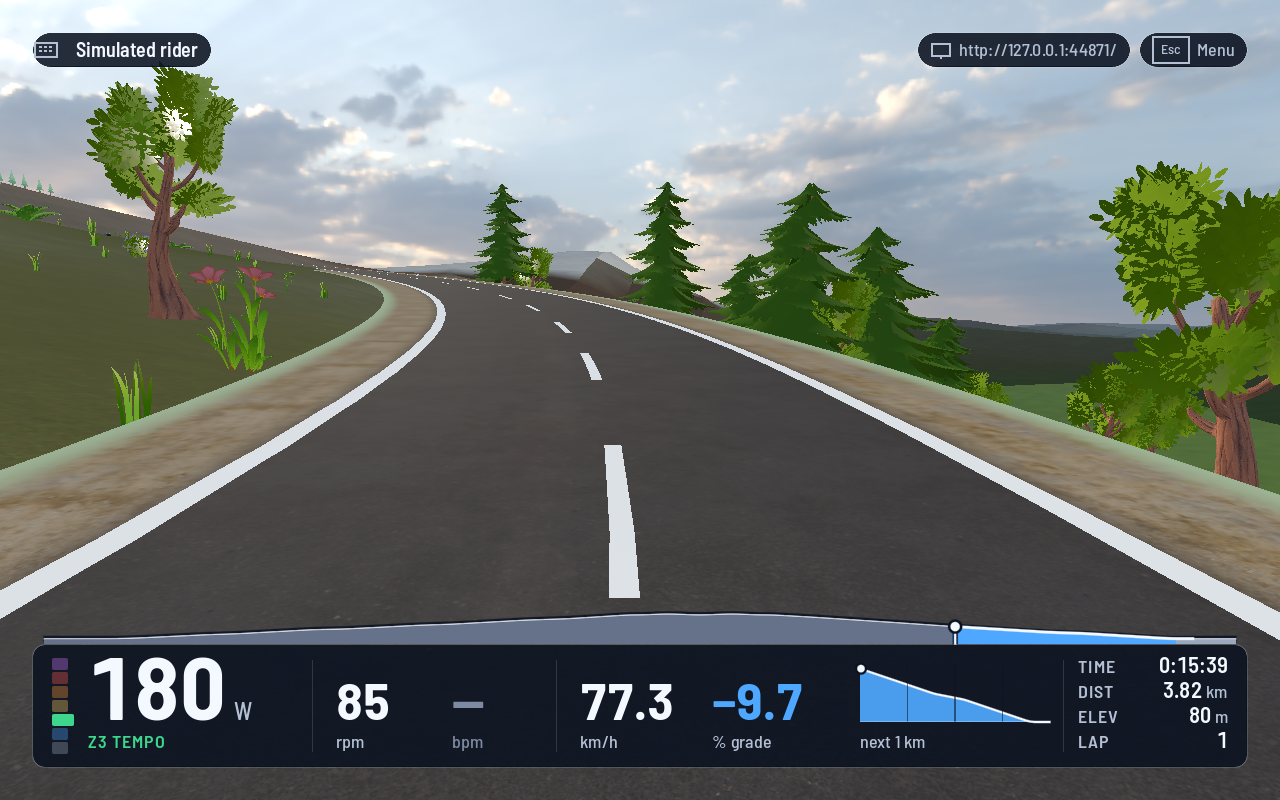 Simulated rider
http://127.0.0.1:44871/
Esc Menu
180 W
Z3 TEMPO
85 rpm
— bpm
77.3 km/h
−9.7 % grade
next 1 km
TIME 0:15:39
DIST 3.82 km
ELEV 80 m
LAP 1